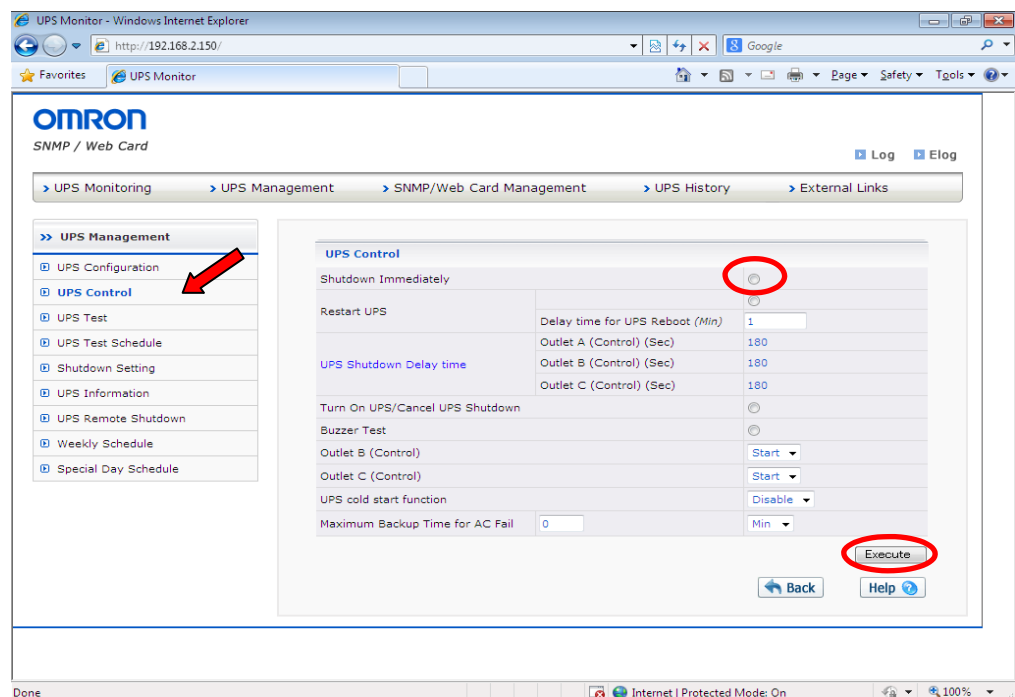 UPS Monitor - Windows Internet Explorer
http://192.168.2.150/
Google
Favorites UPS Monitor Page Safety Tools
OMRON
SNMP / Web Card
Log Elog
UPS Monitoring UPS Management SNMP/Web Card Management UPS History External Links
UPS Management
UPS Configuration
UPS Control
UPS Test
UPS Test Schedule
Shutdown Setting
UPS Information
UPS Remote Shutdown
Weekly Schedule
Special Day Schedule
UPS Control
Shutdown Immediately
Restart UPS
Delay time for UPS Reboot (Min) 1
UPS Shutdown Delay time
Outlet A (Control) (Sec) 180
Outlet B (Control) (Sec) 180
Outlet C (Control) (Sec) 180
Turn On UPS/Cancel UPS Shutdown
Buzzer Test
Outlet B (Control) Start
Outlet C (Control) Start
UPS cold start function Disable
Maximum Backup Time for AC Fail 0 Min
Execute
Back Help
Done Internet | Protected Mode: On 100%